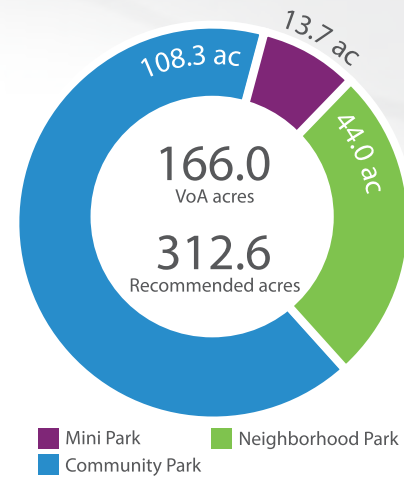 13.7 ac
108.3 ac
44.0 ac
166.0
VoA acres
312.6
Recommended acres
Mini Park
Neighborhood Park
Community Park